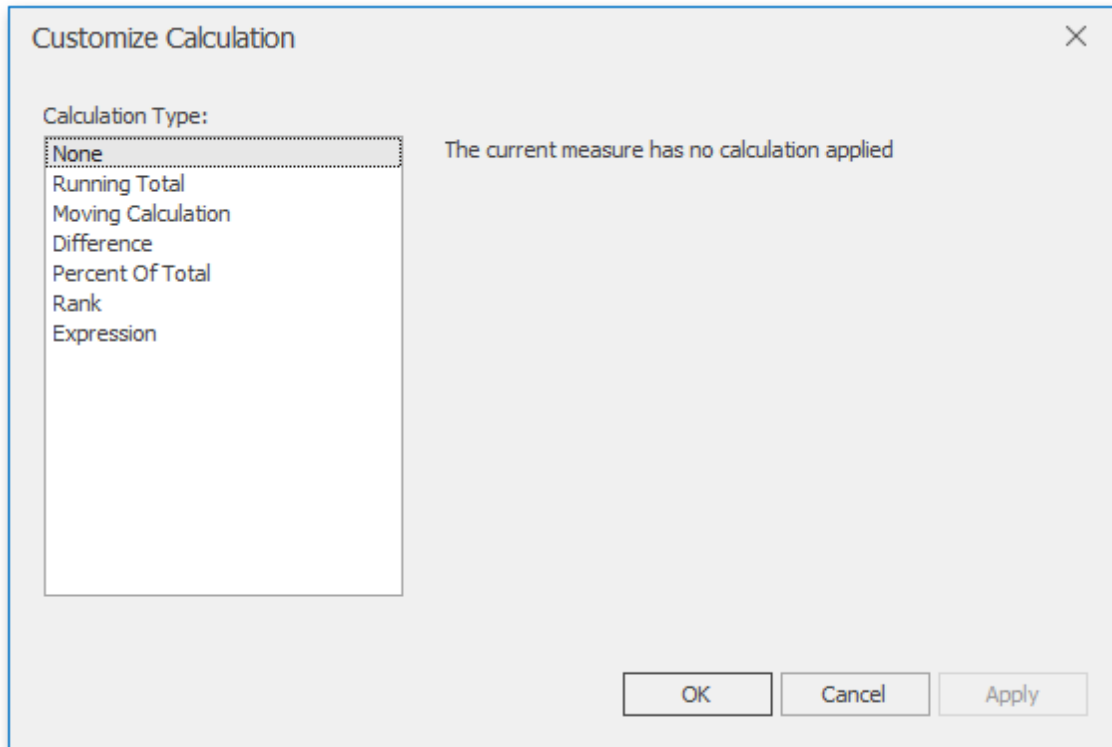 Customize Calculation
Calculation Type:
None
Running Total
Moving Calculation
Difference
Percent Of Total
Rank
Expression
The current measure has no calculation applied
OK
Cancel
Apply